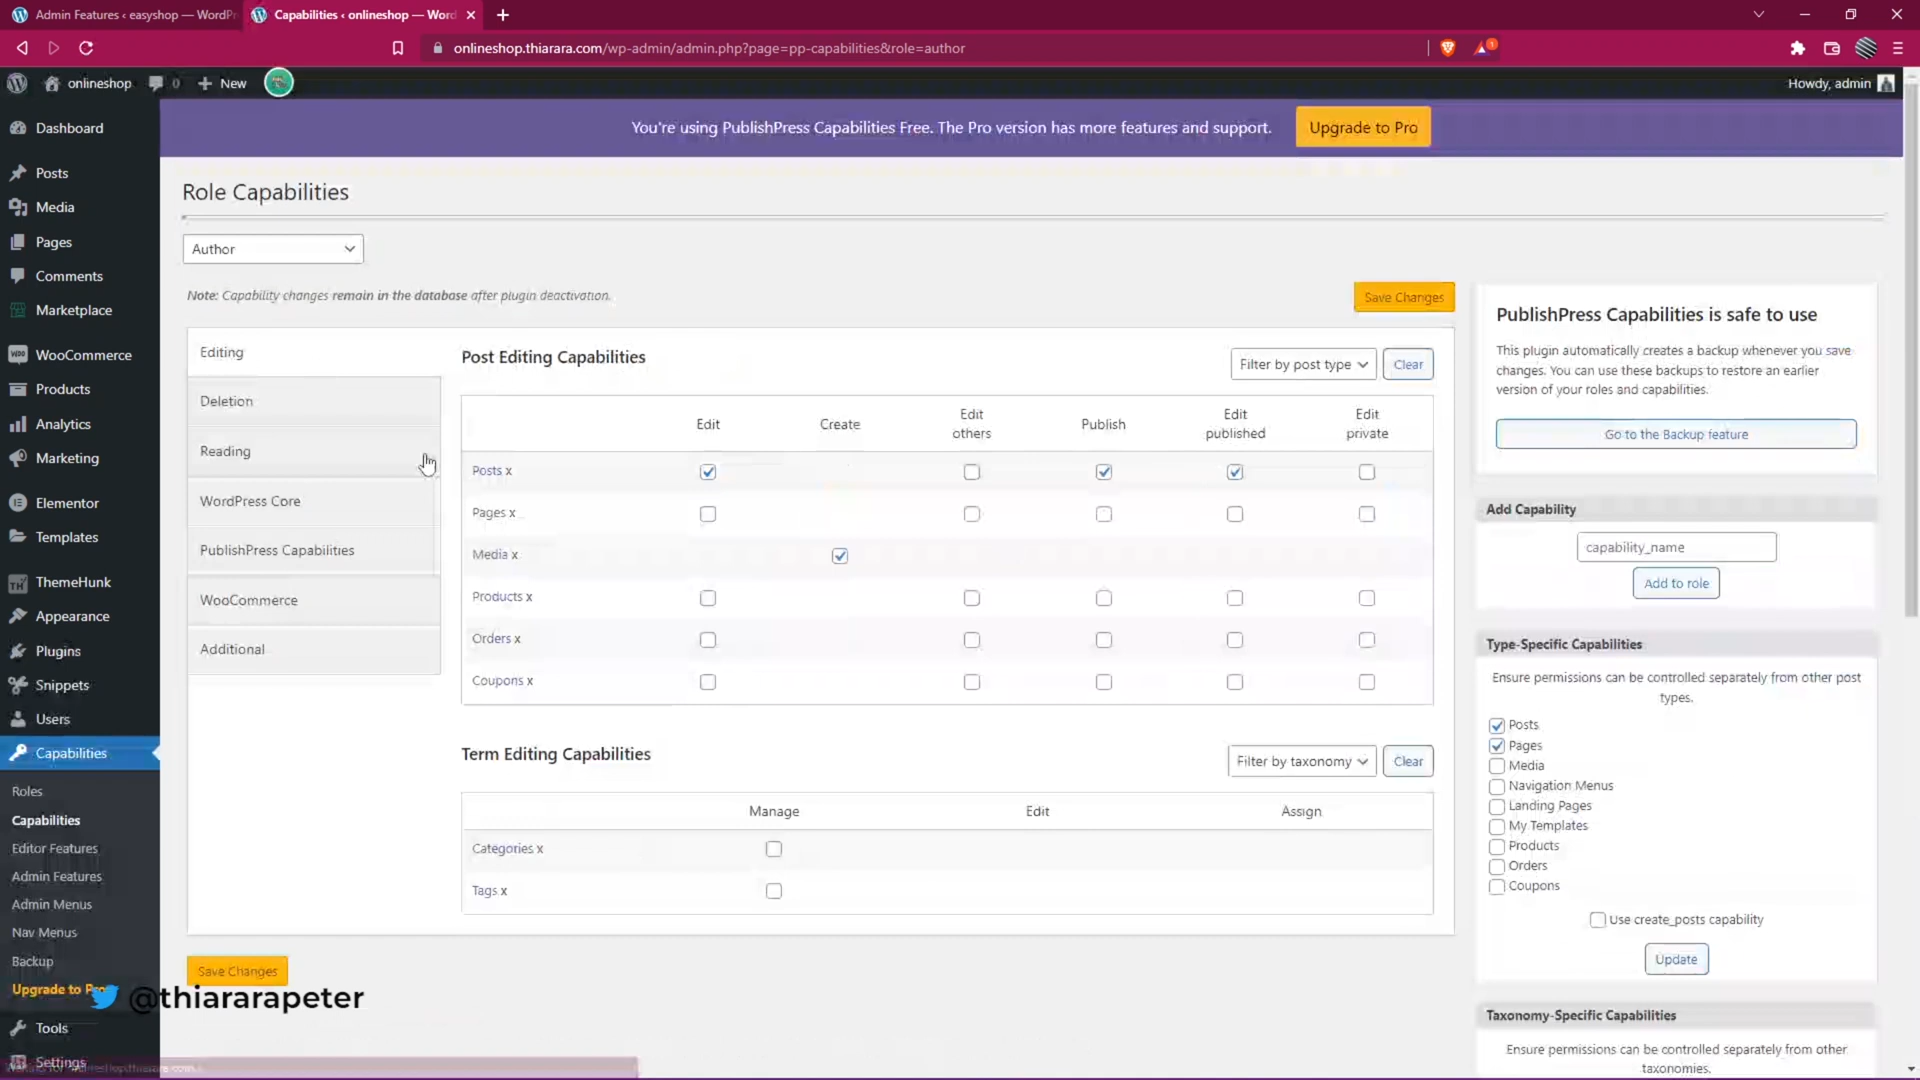 Admin Features ‹ easyshop — WordPr
Capabilities ‹ onlineshop — Word
onlineshop.thiarara.com/wp-admin/admin.php?page=pp-capabilities&role=author
1
onlineshop
0
New
Howdy, admin
You're using PublishPress Capabilities Free. The Pro version has more features and support.
Upgrade to Pro
Dashboard
Posts
Media
Pages
Comments
Marketplace
WooCommerce
Products
Analytics
Marketing
Elementor
Templates
ThemeHunk
Appearance
Plugins
Snippets
Users
Capabilities
Roles
Capabilities
Editor Features
Admin Features
Admin Menus
Nav Menus
Backup
Upgrade to Pro
Tools
Settings
Role Capabilities
Author
Note: Capability changes remain in the database after plugin deactivation.
Save Changes
Editing
Deletion
Reading
WordPress Core
PublishPress Capabilities
WooCommerce
Additional
Post Editing Capabilities
Filter by post type
Clear
Edit
Create
Edit others
Publish
Edit published
Edit private
Posts x
Pages x
Media x
Products x
Orders x
Coupons x
Term Editing Capabilities
Filter by taxonomy
Clear
Manage
Edit
Assign
Categories x
Tags x
Save Changes
@thiararapeter
PublishPress Capabilities is safe to use
This plugin automatically creates a backup whenever you save
changes. You can use these backups to restore an earlier
version of your roles and capabilities.
Go to the Backup feature
Add Capability
capability_name
Add to role
Type-Specific Capabilities
Ensure permissions can be controlled separately from other post
types.
Posts
Pages
Media
Navigation Menus
Landing Pages
My Templates
Products
Orders
Coupons
Use create_posts capability
Update
Taxonomy-Specific Capabilities
Ensure permissions can be controlled separately from other
taxonomies.